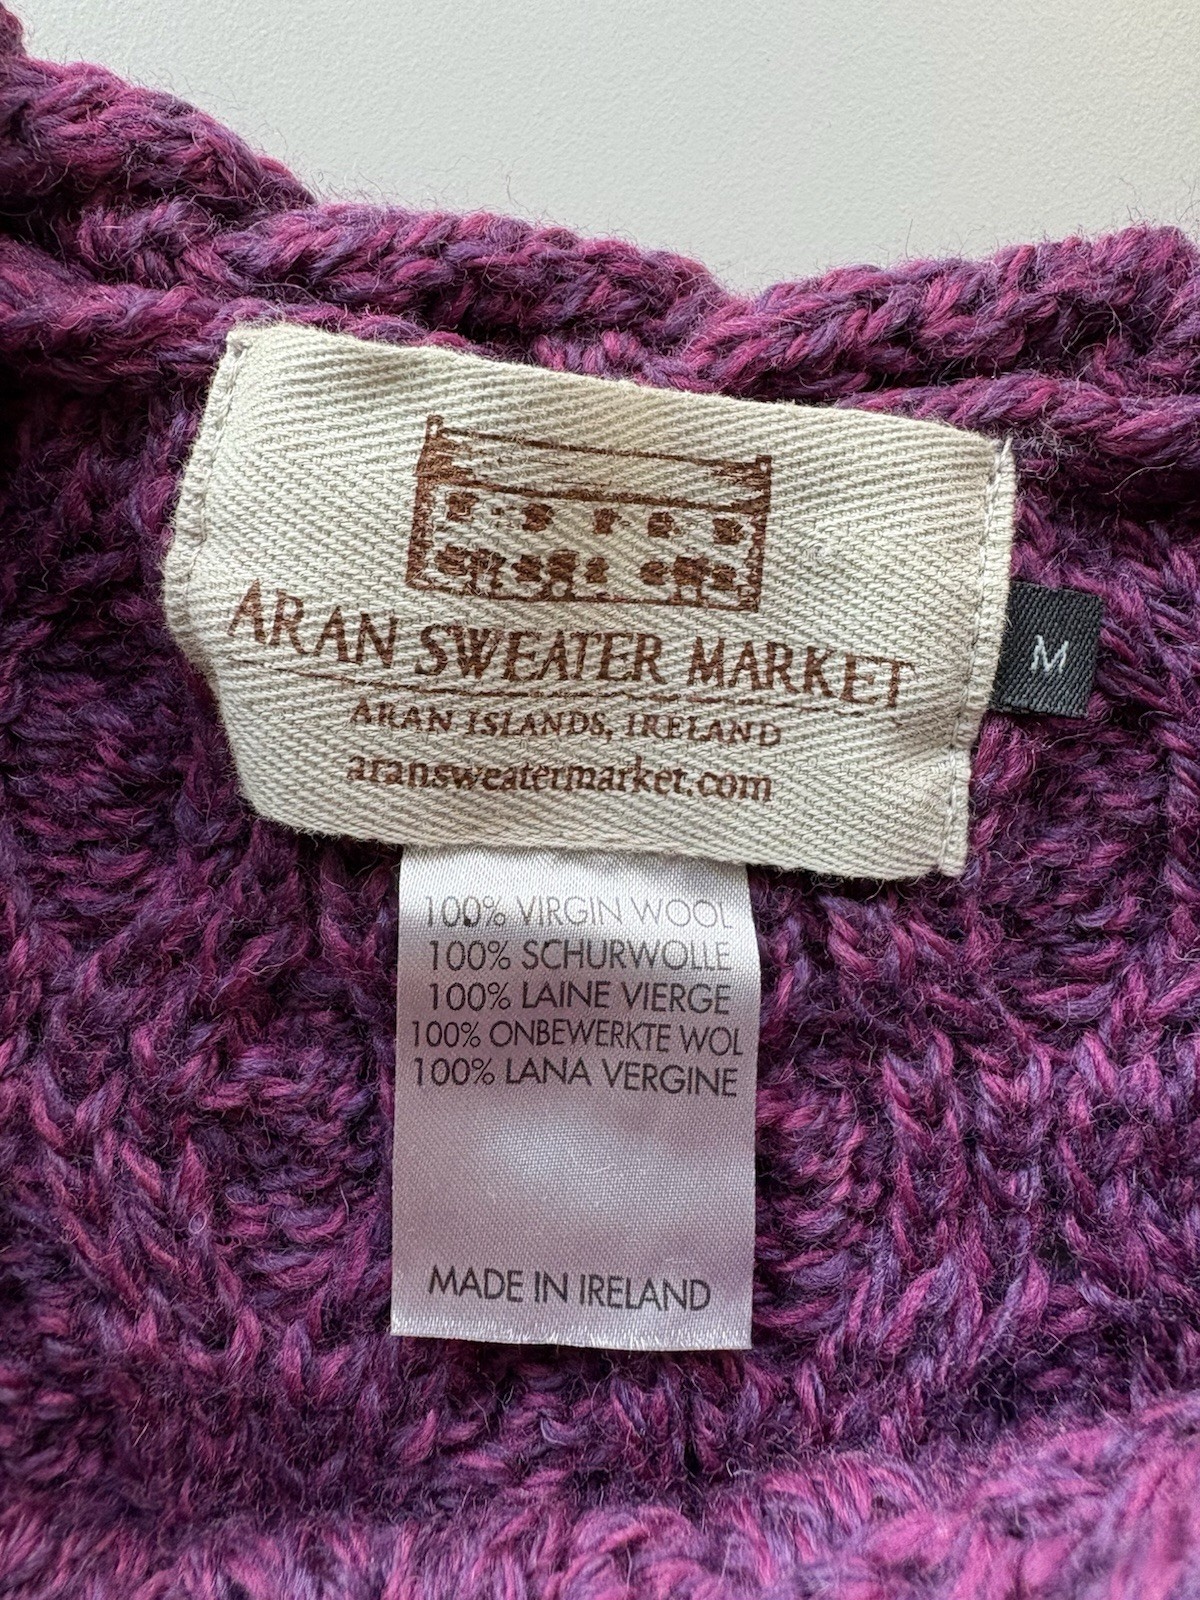 ARAN SWEATER MARKET
ARAN ISLANDS, IRELAND
aransweatermarket.com
M
100% VIRGIN WOOL
100% SCHURWOLLE
100% LAINE VIERGE
100% ONBEWERKTE WOL
100% LANA VERGINE
MADE IN IRELAND